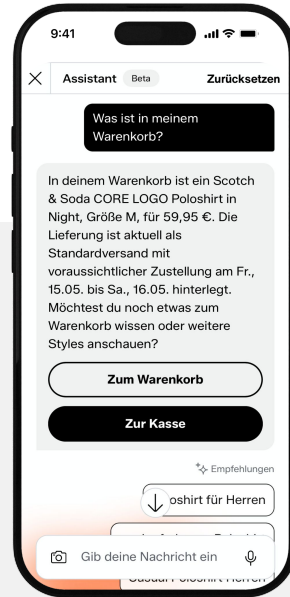 9:41
Assistant Beta Zurücksetzen
Was ist in meinem
Warenkorb?
In deinem Warenkorb ist ein Scotch
& Soda CORE LOGO Poloshirt in
Night, Größe M, für 59,95 €. Die
Lieferung ist aktuell als
Standardversand mit
voraussichtlicher Zustellung am Fr.,
15.05. bis Sa., 16.05. hinterlegt.
Möchtest du noch etwas zum
Warenkorb wissen oder weitere
Styles anschauen?
Zum Warenkorb
Zur Kasse
Empfehlungen
oshirt für Herren
Gib deine Nachricht ein
Casual Poloshirt Herren